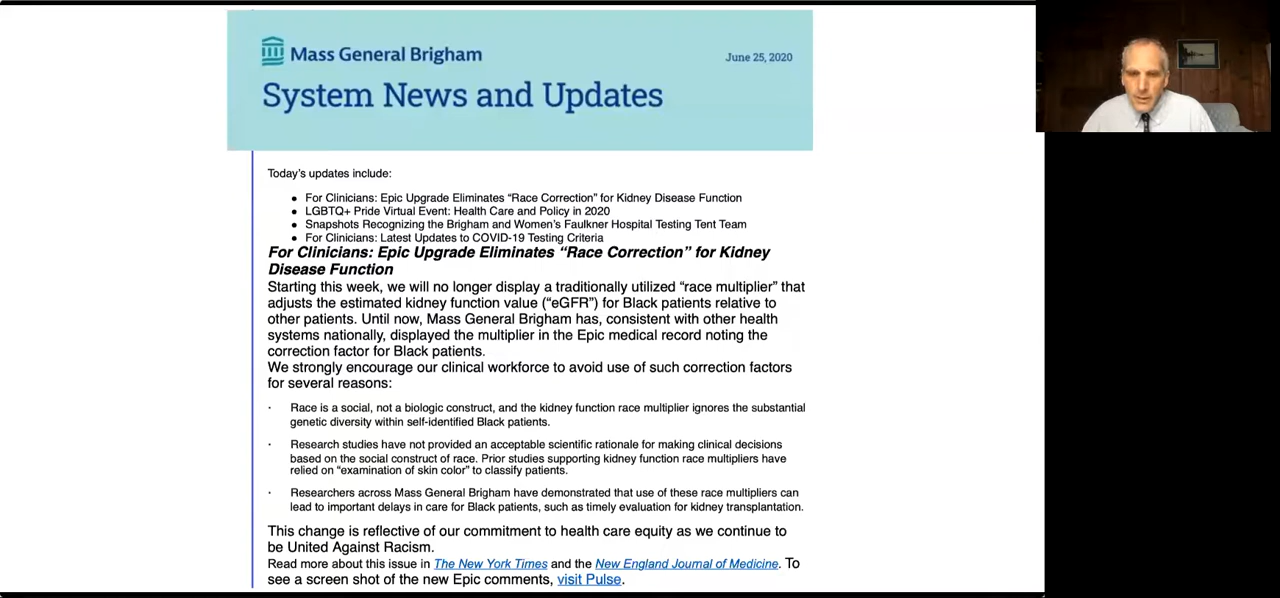 Mass General Brigham
June 25, 2020
System News and Updates
Today's updates include:
● For Clinicians: Epic Upgrade Eliminates “Race Correction” for Kidney Disease Function
● LGBTQ+ Pride Virtual Event: Health Care and Policy in 2020
● Snapshots Recognizing the Brigham and Women’s Faulkner Hospital Testing Tent Team
● For Clinicians: Latest Updates to COVID-19 Testing Criteria
For Clinicians: Epic Upgrade Eliminates “Race Correction” for Kidney
Disease Function
Starting this week, we will no longer display a traditionally utilized “race multiplier” that
adjusts the estimated kidney function value (“eGFR”) for Black patients relative to
other patients. Until now, Mass General Brigham has, consistent with other health
systems nationally, displayed the multiplier in the Epic medical record noting the
correction factor for Black patients.
We strongly encourage our clinical workforce to avoid use of such correction factors
for several reasons:
· Race is a social, not a biologic construct, and the kidney function race multiplier ignores the substantial
genetic diversity within self-identified Black patients.
· Research studies have not provided an acceptable scientific rationale for making clinical decisions
based on the social construct of race. Prior studies supporting kidney function race multipliers have
relied on “examination of skin color” to classify patients.
· Researchers across Mass General Brigham have demonstrated that use of these race multipliers can
lead to important delays in care for Black patients, such as timely evaluation for kidney transplantation.
This change is reflective of our commitment to health care equity as we continue to
be United Against Racism.
Read more about this issue in The New York Times and the New England Journal of Medicine. To
see a screen shot of the new Epic comments, visit Pulse.